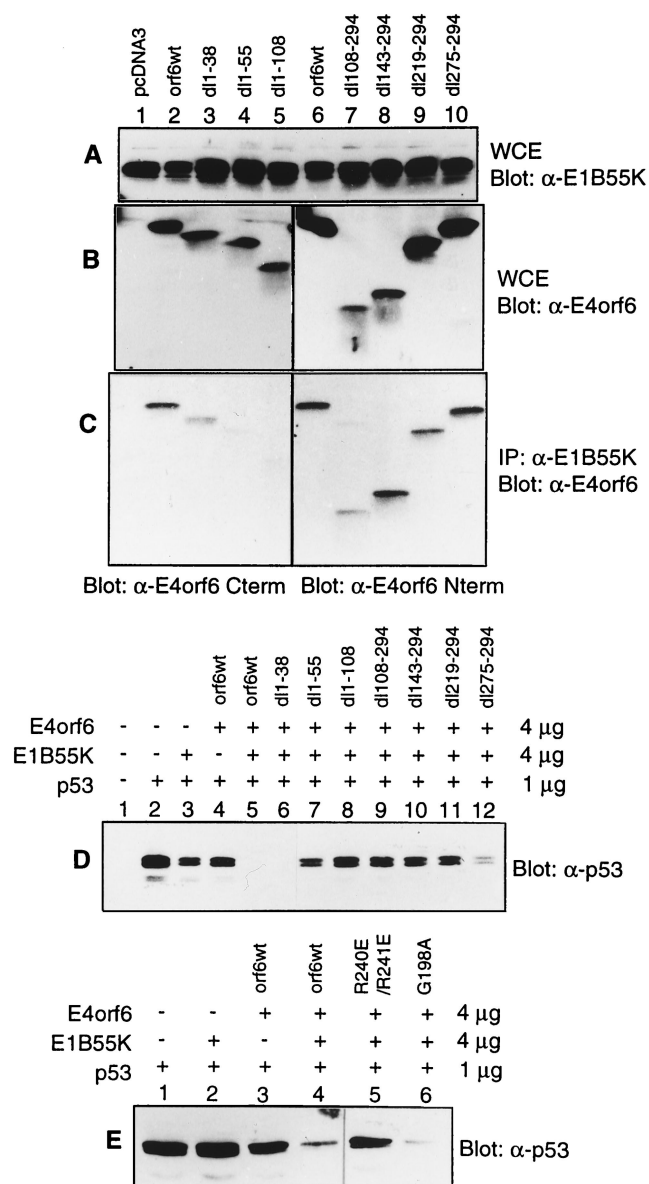 pcDNA3 orf6wt dl1-38 dl1-55 dl1-108 orf6wt dl108-294 dl143-294 dl219-294 dl275-294
1 2 3 4 5 6 7 8 9 10
A
WCE
Blot: α-E1B55K
B
WCE
Blot: α-E4orf6
C
IP: α-E1B55K
Blot: α-E4orf6
Blot: α-E4orf6 Cterm Blot: α-E4orf6 Nterm
orf6wt orf6wt dl1-38 dl1-55 dl1-108 dl108-294 dl143-294 dl219-294 dl275-294
E4orf6 - - - + + + + + + + + + 4 µg
E1B55K - - + - + + + + + + + + 4 µg
p53 - + + + + + + + + + + + 1 µg
1 2 3 4 5 6 7 8 9 10 11 12
D
Blot: α-p53
orf6wt orf6wt R240E /R241E G198A
E4orf6 - - + + + + 4 µg
E1B55K - + - + + + 4 µg
p53 + + + + + + 1 µg
1 2 3 4 5 6
E
Blot: α-p53